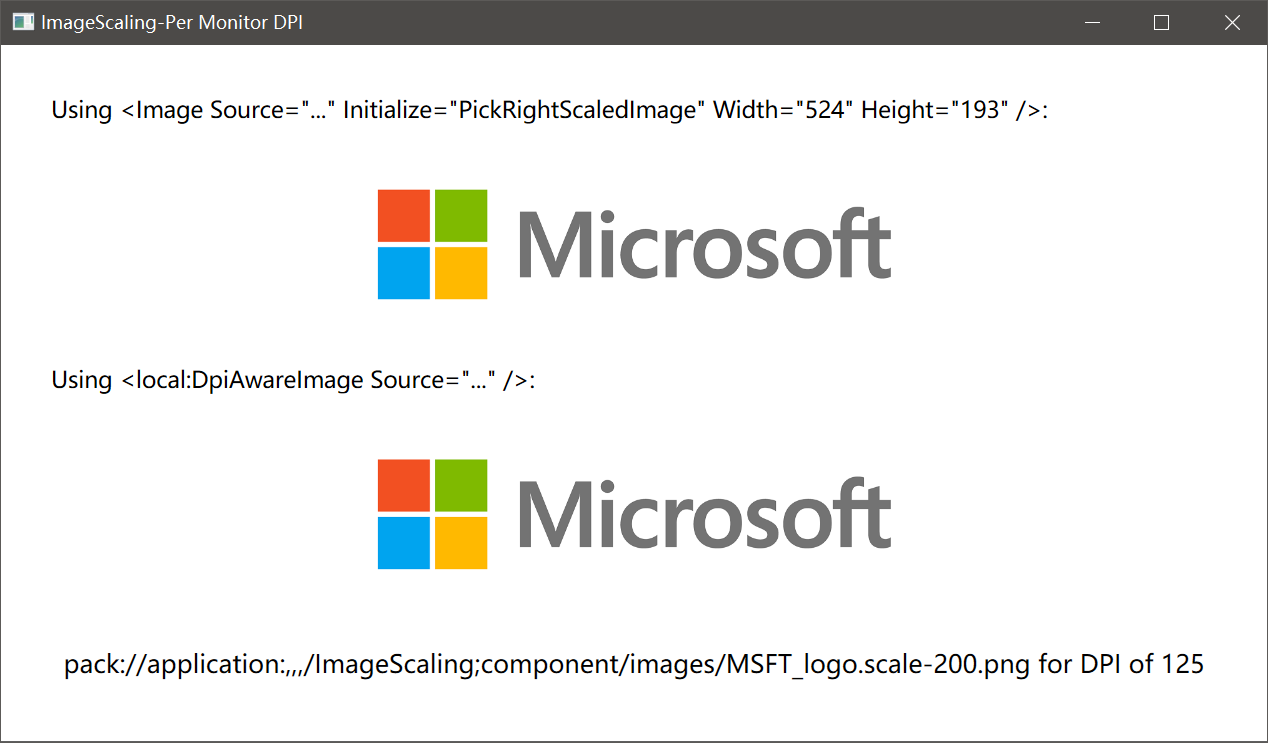 ImageScaling-Per Monitor DPI
Using <Image Source="..." Initialize="PickRightScaledImage" Width="524" Height="193" />:
Microsoft
Using <local:DpiAwareImage Source="..." />:
Microsoft
pack://application:,,,/ImageScaling;component/images/MSFT_logo.scale-200.png for DPI of 125